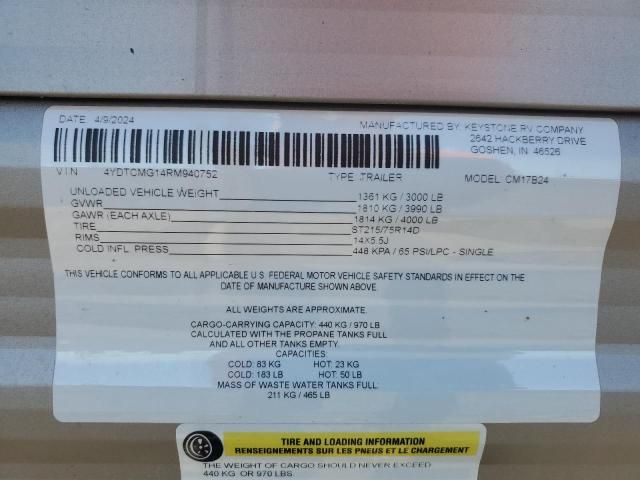 DATE: 4/9/2024 MANUFACTURED BY: KEYSTONE RV COMPANY
2642 HACKBERRY DRIVE
GOSHEN, IN 46526
VIN 4YDTCMG14RM940752 TYPE: TRAILER MODEL: CM17B24
UNLOADED VEHICLE WEIGHT 1361 KG / 3000 LB
GVWR 1810 KG / 3990 LB
GAWR (EACH AXLE) 1814 KG / 4000 LB
TIRE ST215/75R14D
RIMS 14X5.5J
COLD INFL. PRESS 448 KPA / 65 PSI/LPC - SINGLE
THIS VEHICLE CONFORMS TO ALL APPLICABLE U.S. FEDERAL MOTOR VEHICLE SAFETY STANDARDS IN EFFECT ON THE
DATE OF MANUFACTURE SHOWN ABOVE.
ALL WEIGHTS ARE APPROXIMATE.
CARGO-CARRYING CAPACITY: 440 KG / 970 LB
CALCULATED WITH THE PROPANE TANKS FULL
AND ALL OTHER TANKS EMPTY.
CAPACITIES:
COLD: 83 KG HOT: 23 KG
COLD: 183 LB HOT: 50 LB
MASS OF WASTE WATER TANKS FULL:
211 KG / 465 LB
TIRE AND LOADING INFORMATION
RENSEIGNEMENTS SUR LES PNEUS ET LE CHARGEMENT
THE WEIGHT OF CARGO SHOULD NEVER EXCEED
440 KG OR 970 LBS.